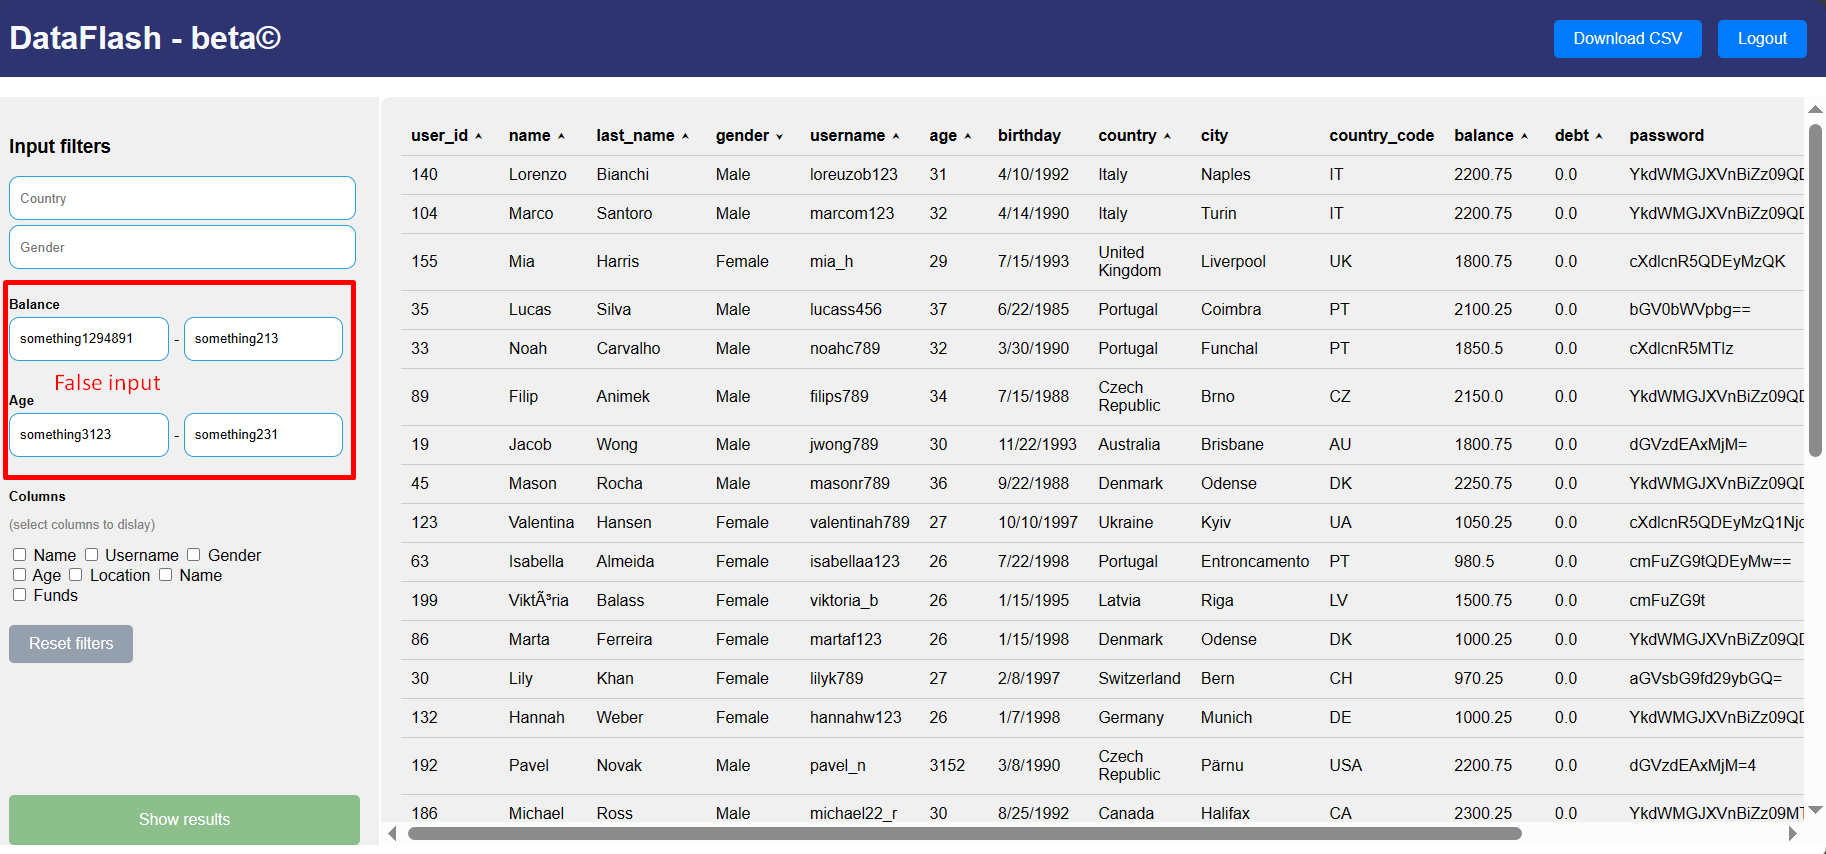 DataFlash - beta©
Download CSV
Logout
Input filters
Country
Gender
Balance
something1294891 - something213
False input
Age
something3123 - something231
Columns
(select columns to dislay)
Name Username Gender
Age Location Name
Funds
Reset filters
Show results
user_id name last_name gender username age birthday country city country_code balance debt password
140 Lorenzo Bianchi Male loreuzob123 31 4/10/1992 Italy Naples IT 2200.75 0.0 YkdWMGJXVnBiZz09QD
104 Marco Santoro Male marcom123 32 4/14/1990 Italy Turin IT 2200.75 0.0 YkdWMGJXVnBiZz09QD
155 Mia Harris Female mia_h 29 7/15/1993 United Kingdom Liverpool UK 1800.75 0.0 cXdlcnR5QDEyMzQK
35 Lucas Silva Male lucass456 37 6/22/1985 Portugal Coimbra PT 2100.25 0.0 bGV0bWVpbg==
33 Noah Carvalho Male noahc789 32 3/30/1990 Portugal Funchal PT 1850.5 0.0 cXdlcnR5MTIz
89 Filip Animek Male filips789 34 7/15/1988 Czech Republic Brno CZ 2150.0 0.0 YkdWMGJXVnBiZz09QD
19 Jacob Wong Male jwong789 30 11/22/1993 Australia Brisbane AU 1800.75 0.0 dGVzdEAxMjM=
45 Mason Rocha Male masonr789 36 9/22/1988 Denmark Odense DK 2250.75 0.0 YkdWMGJXVnBiZz09QD
123 Valentina Hansen Female valentinah789 27 10/10/1997 Ukraine Kyiv UA 1050.25 0.0 cXdlcnR5QDEyMzQ1Njc
63 Isabella Almeida Female isabellaa123 26 7/22/1998 Portugal Entroncamento PT 980.5 0.0 cmFuZG9tQDEyMw==
199 ViktÃ³ria Balass Female viktoria_b 26 1/15/1995 Latvia Riga LV 1500.75 0.0 cmFuZG9t
86 Marta Ferreira Female martaf123 26 1/15/1998 Denmark Odense DK 1000.25 0.0 YkdWMGJXVnBiZz09QD
30 Lily Khan Female lilyk789 27 2/8/1997 Switzerland Bern CH 970.25 0.0 aGVsbG9fd29ybGQ=
132 Hannah Weber Female hannahw123 26 1/7/1998 Germany Munich DE 1000.25 0.0 YkdWMGJXVnBiZz09QD
192 Pavel Novak Male pavel_n 3152 3/8/1990 Czech Republic Pärnu USA 2200.75 0.0 dGVzdEAxMjM=4
186 Michael Ross Male michael22_r 30 8/25/1992 Canada Halifax CA 2300.25 0.0 YkdWMGJXVnBiZz09MT